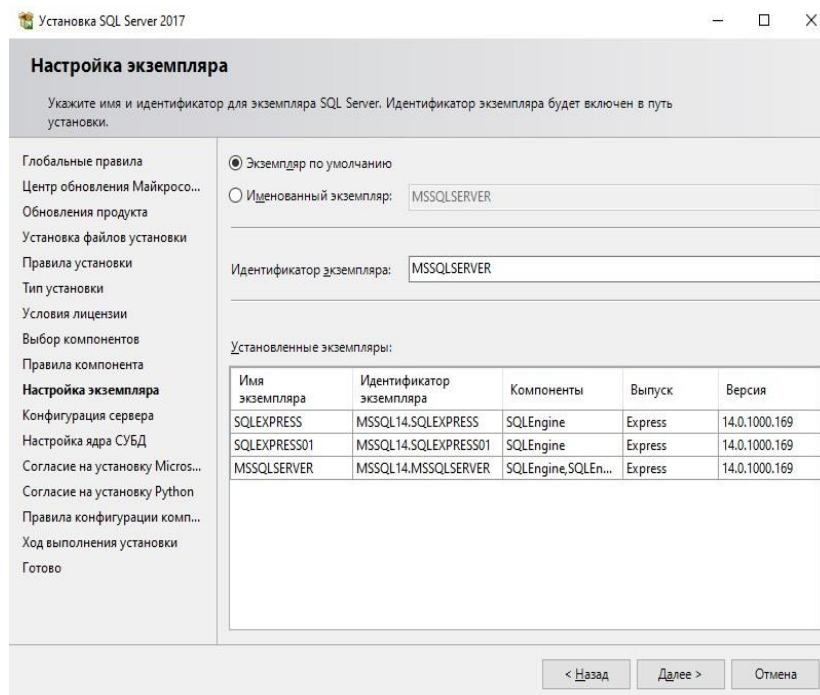 Установка SQL Server 2017
Настройка экземпляра
Укажите имя и идентификатор для экземпляра SQL Server. Идентификатор экземпляра будет включен в путь
установки.
Глобальные правила
Центр обновления Майкросо...
Обновления продукта
Установка файлов установки
Правила установки
Тип установки
Условия лицензии
Выбор компонентов
Правила компонента
Настройка экземпляра
Конфигурация сервера
Настройка ядра СУБД
Согласие на установку Micros...
Согласие на установку Python
Правила конфигурации комп...
Ход выполнения установки
Готово
Экземпляр по умолчанию
Именованный экземпляр: MSSQLSERVER
Идентификатор экземпляра: MSSQLSERVER
Установленные экземпляры:
Имя экземпляра Идентификатор экземпляра Компоненты Выпуск Версия
SQLEXPRESS MSSQL14.SQLEXPRESS SQLEngine Express 14.0.1000.169
SQLEXPRESS01 MSSQL14.SQLEXPRESS01 SQLEngine Express 14.0.1000.169
MSSQLSERVER MSSQL14.MSSQLSERVER SQLEngine,SQLEn... Express 14.0.1000.169
< Назад Далее > Отмена